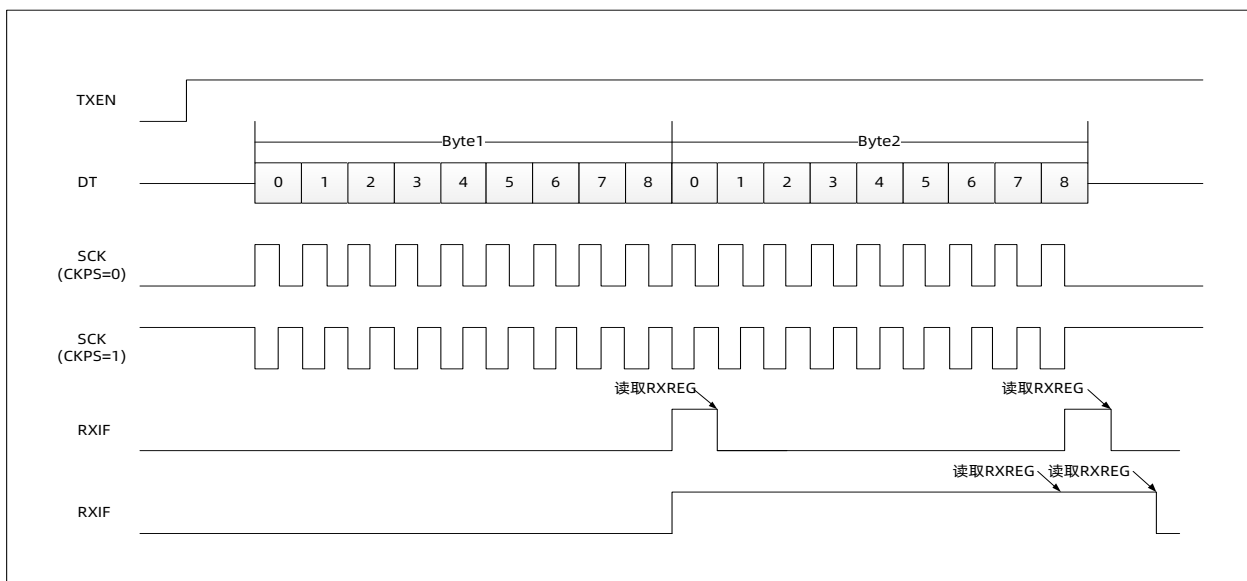 TXEN
Byte1 Byte2
DT 0 1 2 3 4 5 6 7 8 0 1 2 3 4 5 6 7 8
SCK
(CKPS=0)
SCK
(CKPS=1)
读取RXREG 读取RXREG
RXIF
读取RXREG 读取RXREG
RXIF